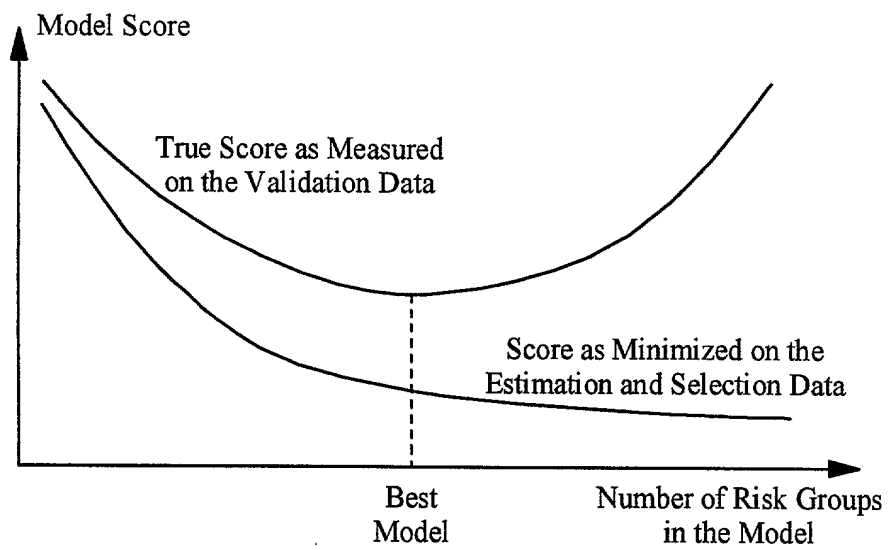 Model Score
True Score as Measured
on the Validation Data
Score as Minimized on the
Estimation and Selection Data
Best
Model
Number of Risk Groups
in the Model